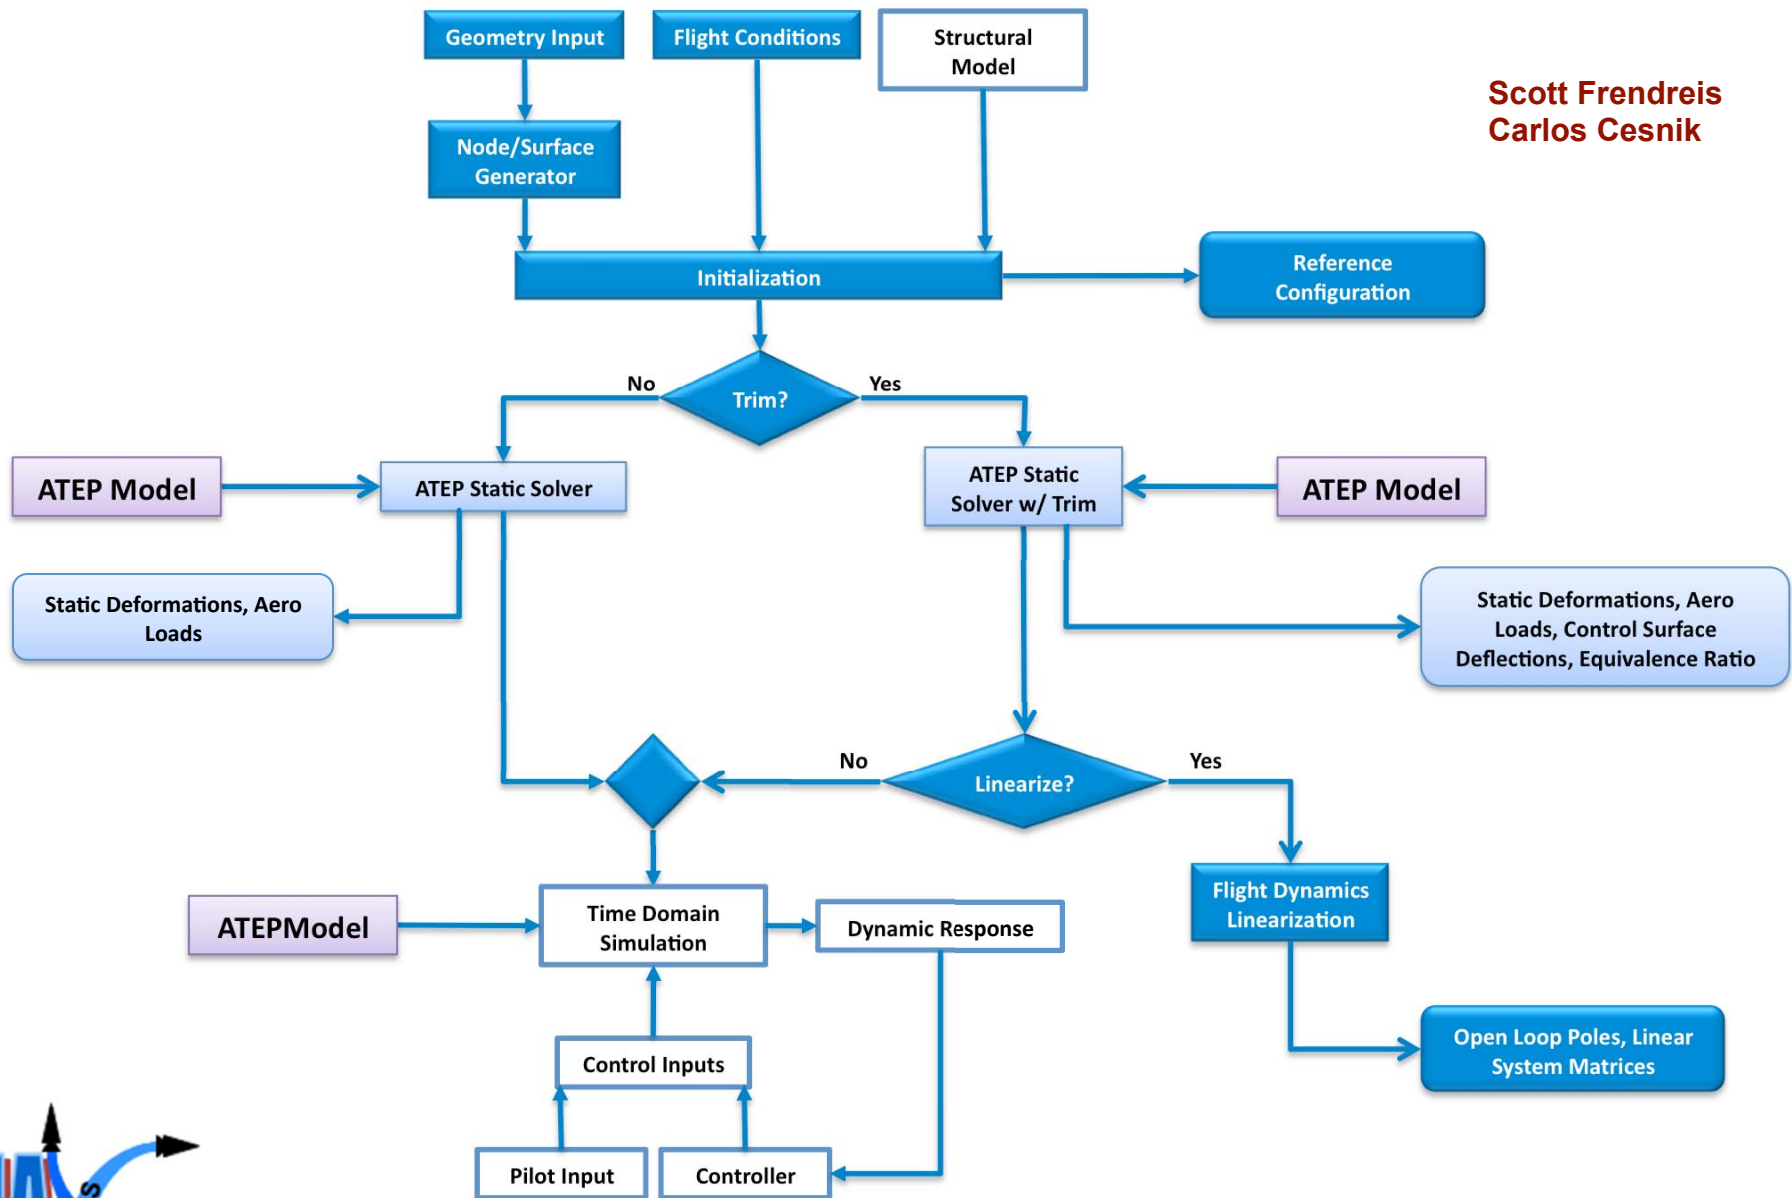 Geometry Input
Flight Conditions
Structural
Model
Scott Frendreis
Carlos Cesnik
Node/Surface
Generator
Initialization
Reference
Configuration
No
Trim?
Yes
ATEP Model
ATEP Static Solver
ATEP Static
Solver w/ Trim
ATEP Model
Static Deformations, Aero
Loads
Static Deformations, Aero
Loads, Control Surface
Deflections, Equivalence Ratio
No
Linearize?
Yes
Flight Dynamics
Linearization
ATEPModel
Time Domain
Simulation
Dynamic Response
Control Inputs
Open Loop Poles, Linear
System Matrices
Pilot Input
Controller